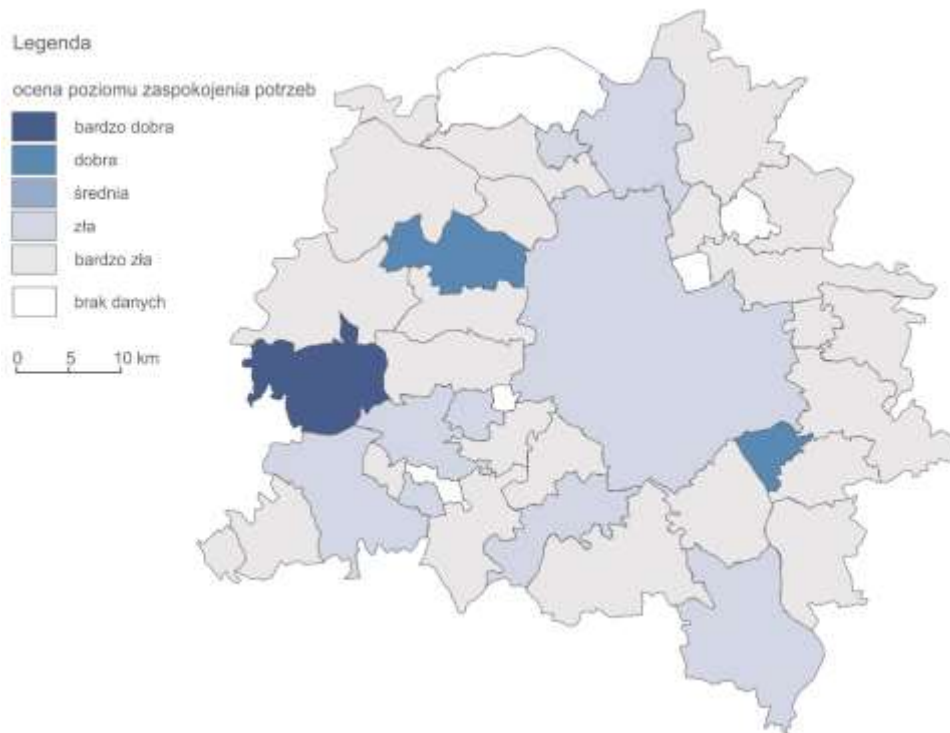 Legenda
ocena poziomu zaspokojenia potrzeb
bardzo dobra
dobra
średnia
zła
bardzo zła
brak danych
0 5 10 km